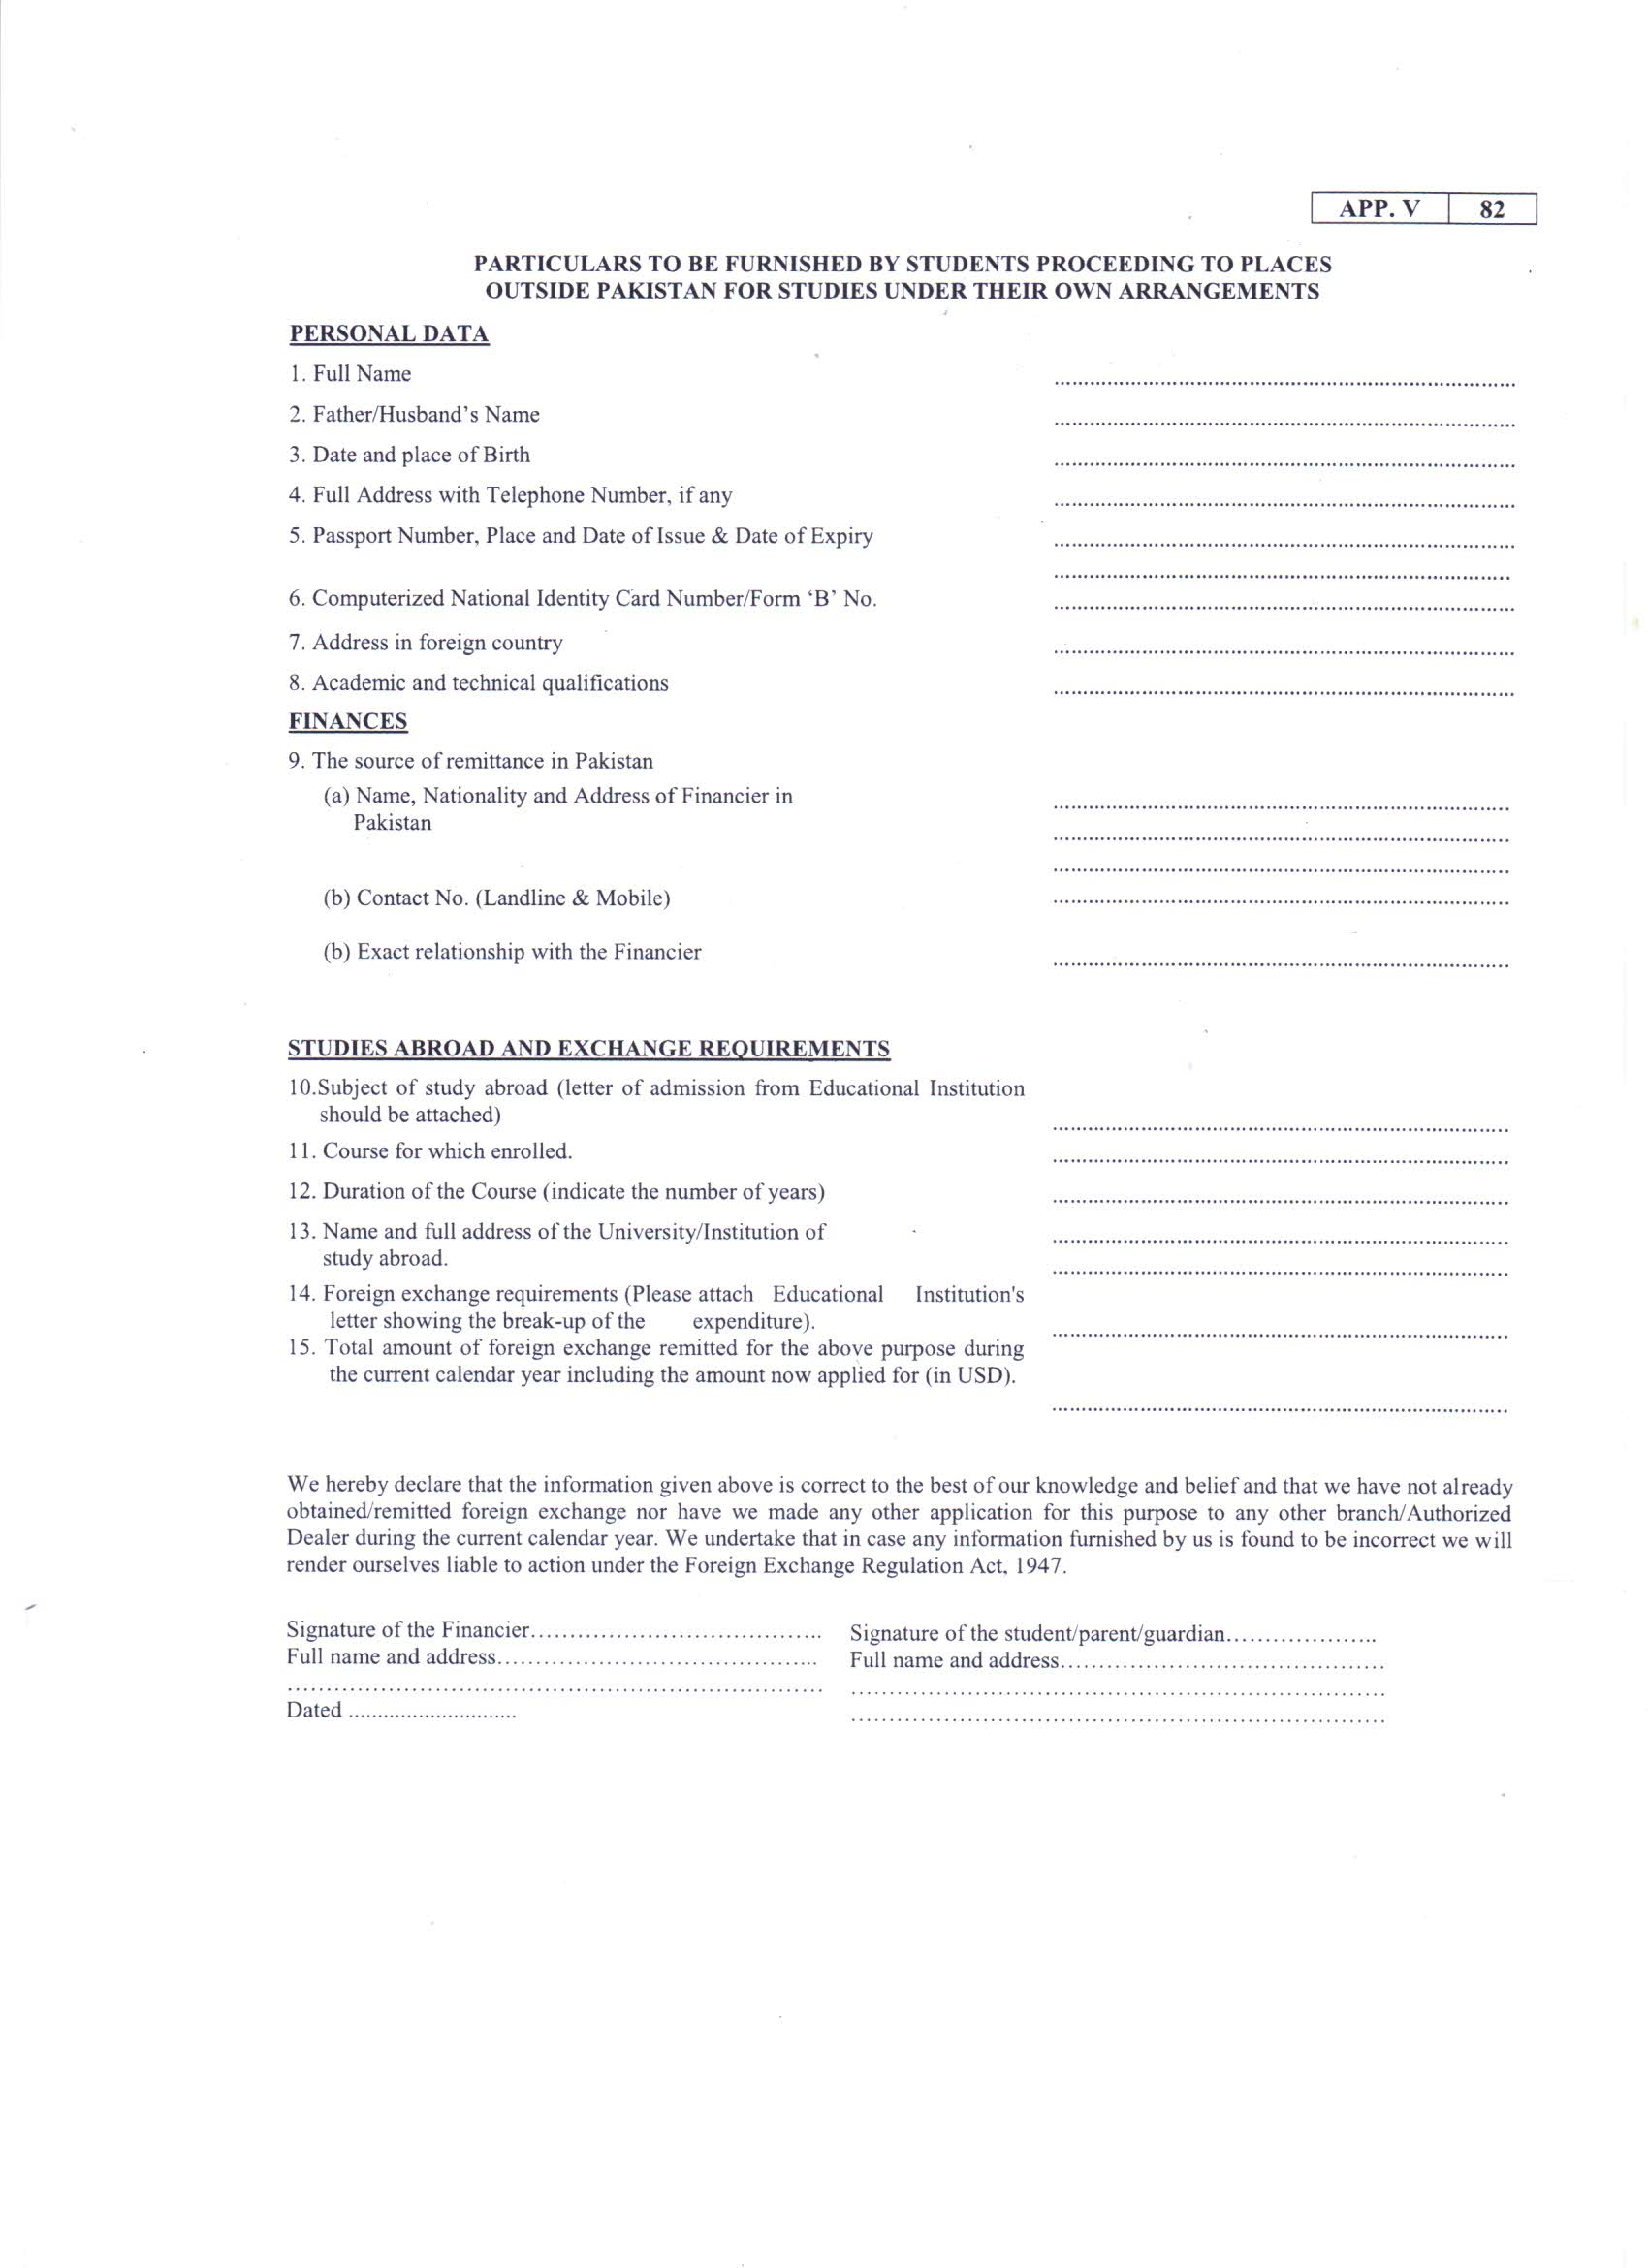 APP. V 82
PARTICULARS TO BE FURNISHED BY STUDENTS PROCEEDING TO PLACES
OUTSIDE PAKISTAN FOR STUDIES UNDER THEIR OWN ARRANGEMENTS
PERSONAL DATA
1. Full Name ........................................
2. Father/Husband's Name ........................................
3. Date and place of Birth ........................................
4. Full Address with Telephone Number, if any ........................................
5. Passport Number, Place and Date of Issue & Date of Expiry ........................................
........................................
6. Computerized National Identity Card Number/Form ‘B’ No. ........................................
7. Address in foreign country ........................................
8. Academic and technical qualifications ........................................
FINANCES
9. The source of remittance in Pakistan
(a) Name, Nationality and Address of Financier in ........................................
Pakistan ........................................
........................................
(b) Contact No. (Landline & Mobile) ........................................
(b) Exact relationship with the Financier ........................................
STUDIES ABROAD AND EXCHANGE REQUIREMENTS
10.Subject of study abroad (letter of admission from Educational Institution
should be attached) ........................................
11. Course for which enrolled. ........................................
12. Duration of the Course (indicate the number of years) ........................................
13. Name and full address of the University/Institution of ........................................
study abroad. ........................................
14. Foreign exchange requirements (Please attach Educational Institution's
letter showing the break-up of the expenditure). ........................................
15. Total amount of foreign exchange remitted for the above purpose during
the current calendar year including the amount now applied for (in USD).
........................................
We hereby declare that the information given above is correct to the best of our knowledge and belief and that we have not already
obtained/remitted foreign exchange nor have we made any other application for this purpose to any other branch/Authorized
Dealer during the current calendar year. We undertake that in case any information furnished by us is found to be incorrect we will
render ourselves liable to action under the Foreign Exchange Regulation Act, 1947.
Signature of the Financier..................................... Signature of the student/parent/guardian....................
Full name and address......................................... Full name and address..........................................
........................................ ........................................
Dated ............................ ........................................